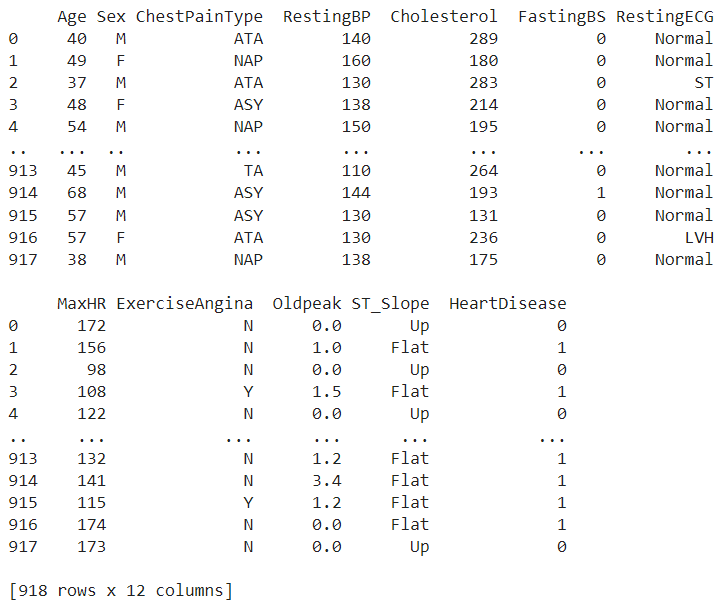 Age Sex ChestPainType  RestingBP  Cholesterol  FastingBS RestingECG
0     40   M           ATA        140          289          0     Normal
1     49   F           NAP        160          180          0     Normal
2     37   M           ATA        130          283          0         ST
3     48   F           ASY        138          214          0     Normal
4     54   M           NAP        150          195          0     Normal
..   ...  ..           ...        ...          ...        ...        ...
913   45   M            TA        110          264          0     Normal
914   68   M           ASY        144          193          1     Normal
915   57   M           ASY        130          131          0     Normal
916   57   F           ATA        130          236          0        LVH
917   38   M           NAP        138          175          0     Normal

     MaxHR ExerciseAngina  Oldpeak ST_Slope  HeartDisease
0      172              N      0.0       Up             0
1      156              N      1.0     Flat             1
2       98              N      0.0       Up             0
3      108              Y      1.5     Flat             1
4      122              N      0.0       Up             0
..     ...            ...      ...      ...           ...
913    132              N      1.2     Flat             1
914    141              N      3.4     Flat             1
915    115              Y      1.2     Flat             1
916    174              N      0.0     Flat             1
917    173              N      0.0       Up             0

[918 rows x 12 columns]